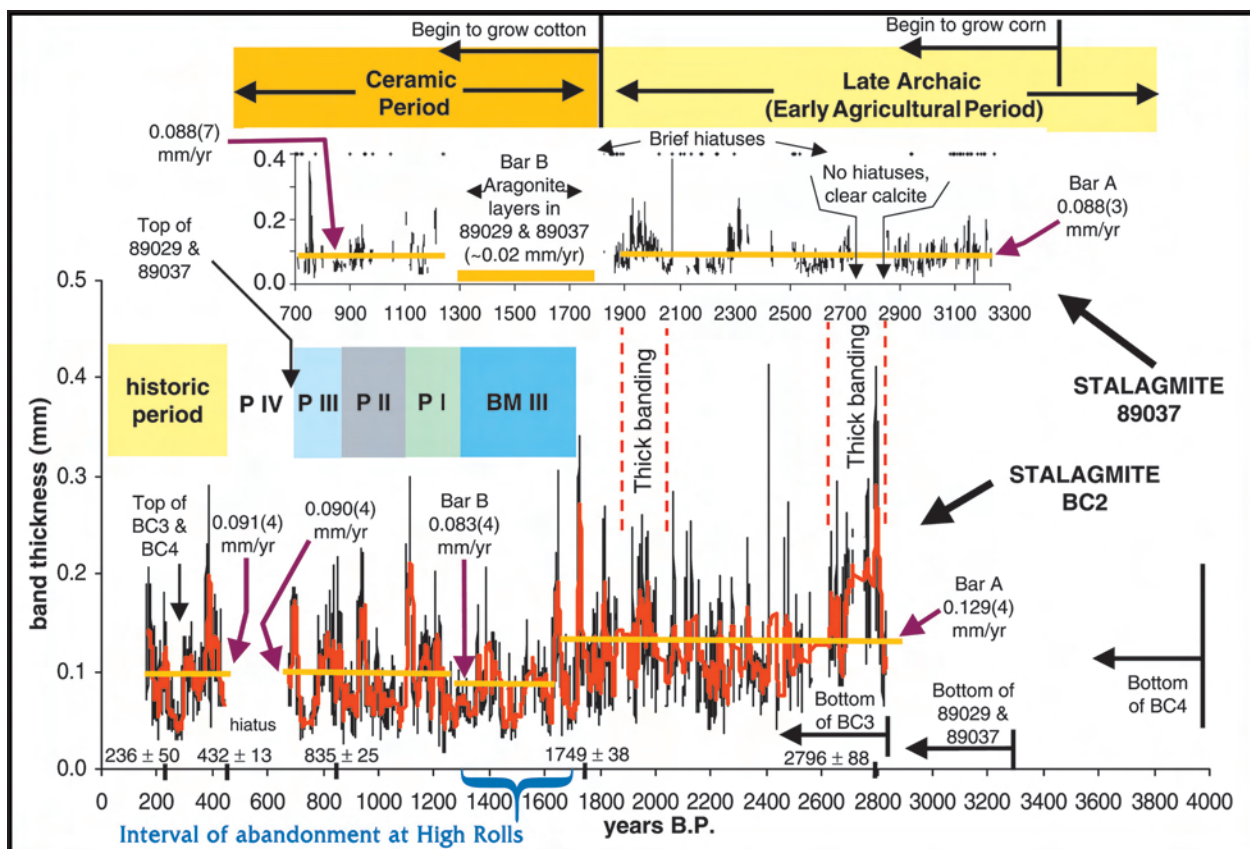 Begin to grow cotton
Begin to grow corn
Ceramic
Period
Late Archaic
(Early Agricultural Period)
0.088(7)
mm/yr
Brief hiatuses
0.4
0.2
0.0
Bar B
Aragonite
layers in
89029 & 89037
(~0.02 mm/yr)
No hiatuses,
clear calcite
Bar A
0.088(3)
mm/yr
Top of
89029 &
89037
700 900 1100 1300 1500 1700 1900 2100 2300 2500 2700 2900 3100 3300
STALAGMITE
89037
historic
period
P IV
P III
P II
P I
BM III
Thick banding
Thick banding
STALAGMITE
BC2
Top of
BC3 &
BC4
0.091(4)
mm/yr
0.090(4)
mm/yr
Bar B
0.083(4)
mm/yr
Bar A
0.129(4)
mm/yr
hiatus
Bottom
of BC3
Bottom of
89029 &
89037
Bottom
of BC4
236 ± 50
432 ± 13
835 ± 25
1749 ± 38
2796 ± 88
band thickness (mm)
0.5
0.4
0.3
0.2
0.1
0.0
0 200 400 600 800 1000 1200 1400 1600 1800 2000 2200 2400 2600 2800 3000 3200 3400 3600 3800 4000
years B.P.
Interval of abandonment at High Rolls